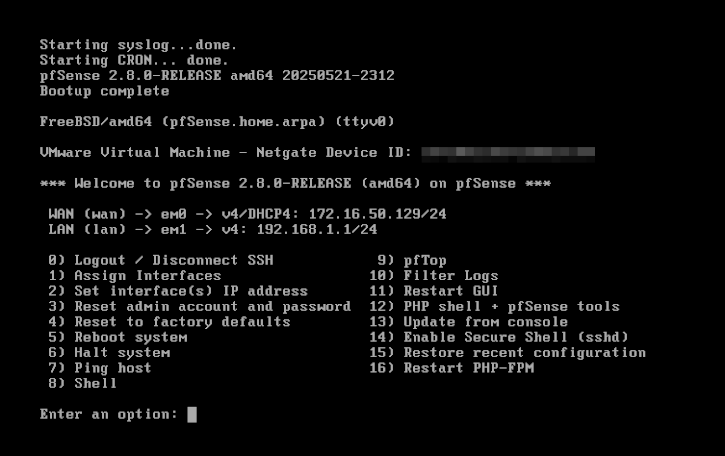 Starting syslog...done.
Starting CRON... done.
pfSense 2.8.0-RELEASE amd64 20250521-2312
Bootup complete
FreeBSD/amd64 (pfSense.home.arpa) (ttyv0)
VMware Virtual Machine - Netgate Device ID:
*** Welcome to pfSense 2.8.0-RELEASE (amd64) on pfSense ***
WAN (wan) -> em0 -> v4/DHCP4: 172.16.50.129/24
LAN (lan) -> em1 -> v4: 192.168.1.1/24
0) Logout / Disconnect SSH 9) pfTop
1) Assign Interfaces 10) Filter Logs
2) Set interface(s) IP address 11) Restart GUI
3) Reset admin account and password 12) PHP shell + pfSense tools
4) Reset to factory defaults 13) Update from console
5) Reboot system 14) Enable Secure Shell (sshd)
6) Halt system 15) Restore recent configuration
7) Ping host 16) Restart PHP-FPM
8) Shell
Enter an option: